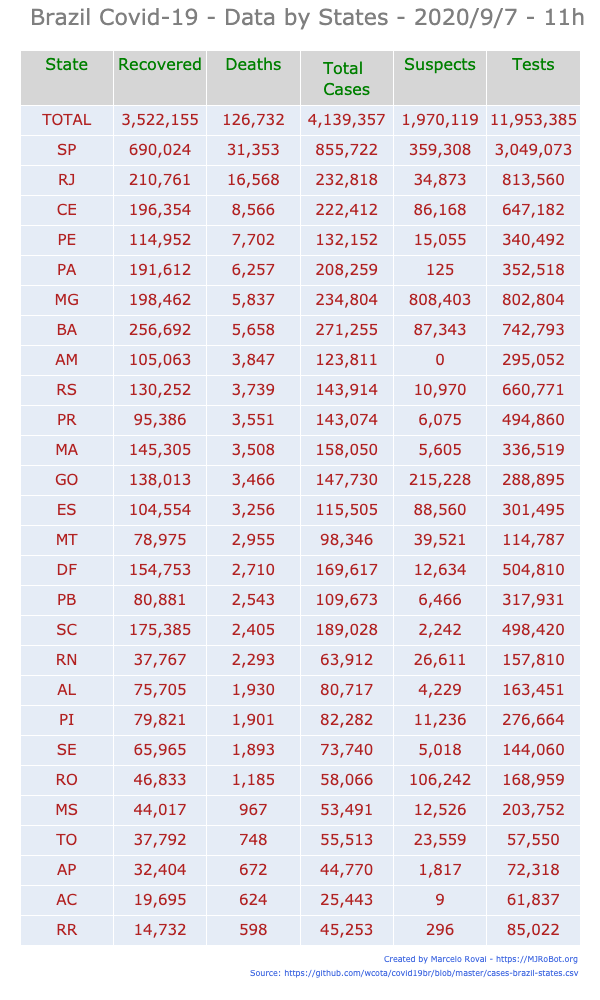 Brazil Covid-19 - Data by States - 2020/9/7 - 11h
State Recovered Deaths Total Cases Suspects Tests
TOTAL 3,522,155 126,732 4,139,357 1,970,119 11,953,385
SP 690,024 31,353 855,722 359,308 3,049,073
RJ 210,761 16,568 232,818 34,873 813,560
CE 196,354 8,566 222,412 86,168 647,182
PE 114,952 7,702 132,152 15,055 340,492
PA 191,612 6,257 208,259 125 352,518
MG 198,462 5,837 234,804 808,403 802,804
BA 256,692 5,658 271,255 87,343 742,793
AM 105,063 3,847 123,811 0 295,052
RS 130,252 3,739 143,914 10,970 660,771
PR 95,386 3,551 143,074 6,075 494,860
MA 145,305 3,508 158,050 5,605 336,519
GO 138,013 3,466 147,730 215,228 288,895
ES 104,554 3,256 115,505 88,560 301,495
MT 78,975 2,955 98,346 39,521 114,787
DF 154,753 2,710 169,617 12,634 504,810
PB 80,881 2,543 109,673 6,466 317,931
SC 175,385 2,405 189,028 2,242 498,420
RN 37,767 2,293 63,912 26,611 157,810
AL 75,705 1,930 80,717 4,229 163,451
PI 79,821 1,901 82,282 11,236 276,664
SE 65,965 1,893 73,740 5,018 144,060
RO 46,833 1,185 58,066 106,242 168,959
MS 44,017 967 53,491 12,526 203,752
TO 37,792 748 55,513 23,559 57,550
AP 32,404 672 44,770 1,817 72,318
AC 19,695 624 25,443 9 61,837
RR 14,732 598 45,253 296 85,022
Created by Marcelo Rovai - https://MJRoBot.org
Source: https://github.com/wcota/covid19br/blob/master/cases-brazil-states.csv